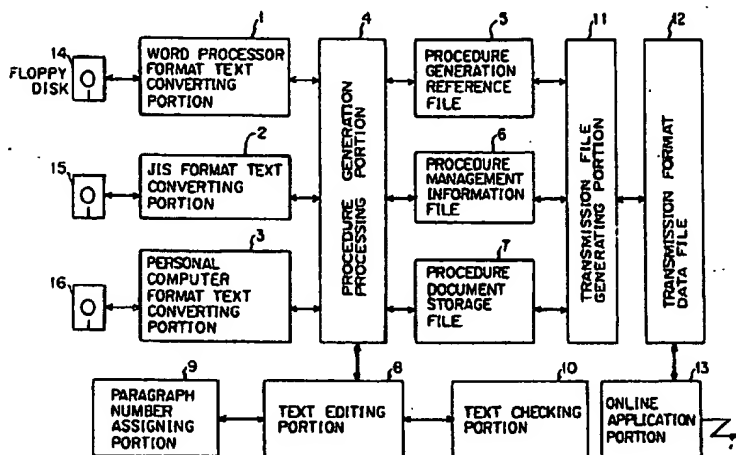 1
4
5
11
12
14
FLOPPY
DISK
WORD PROCESSOR
FORMAT TEXT
CONVERTING
PORTION
PROCEDURE GENERATION
PROCESSING PORTION
PROCEDURE
GENERATION
REFERENCE
FILE
TRANSMISSION FILE
GENERATING PORTION
TRANSMISSION FORMAT
DATA FILE
2
15
JIS FORMAT TEXT
CONVERTING
PORTION
6
PROCEDURE
MANAGEMENT
INFORMATION
FILE
3
16
PERSONAL
COMPUTER
FORMAT TEXT
CONVERTING
PORTION
7
PROCEDURE
DOCUMENT
STORAGE
FILE
9
PARAGRAPH
NUMBER
ASSIGNING
PORTION
8
TEXT EDITING
PORTION
10
TEXT CHECKING
PORTION
13
ONLINE
APPLICATION
PORTION